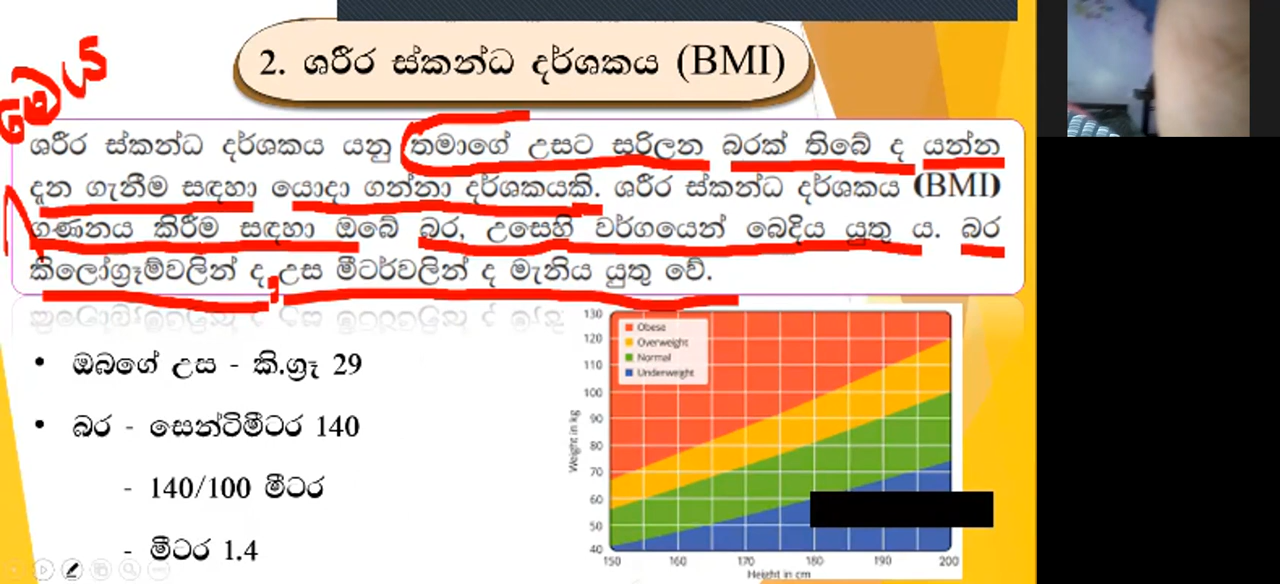 2. ශරීර ස්කන්ධ දර්ශකය (BMI)
මෙය
ශරීර ස්කන්ධ දර්ශකය යනු තමාගේ උසට සරිලන බරක් තිබේ ද යන්න
දැන ගැනීම සඳහා යොදා ගන්නා දර්ශකයකි. ශරීර ස්කන්ධ දර්ශකය (BMI)
ගණනය කිරීම සඳහා ඔබේ බර, උසෙහි වර්ගයෙන් බෙදිය යුතු ය. බර
කිලෝග්‍රෑම්වලින් ද, උස මීටර්වලින් ද මැනිය යුතු වේ.
• ඔබගේ උස - කි.ග්‍රෑ 29
• බර - සෙන්ටිමීටර 140
- 140/100 මීටර
- මීටර 1.4
Obese
Overweight
Normal
Underweight
Weight in kg
130
120
110
100
90
80
70
60
50
40
150 160 170 180 190 200
Height in cm